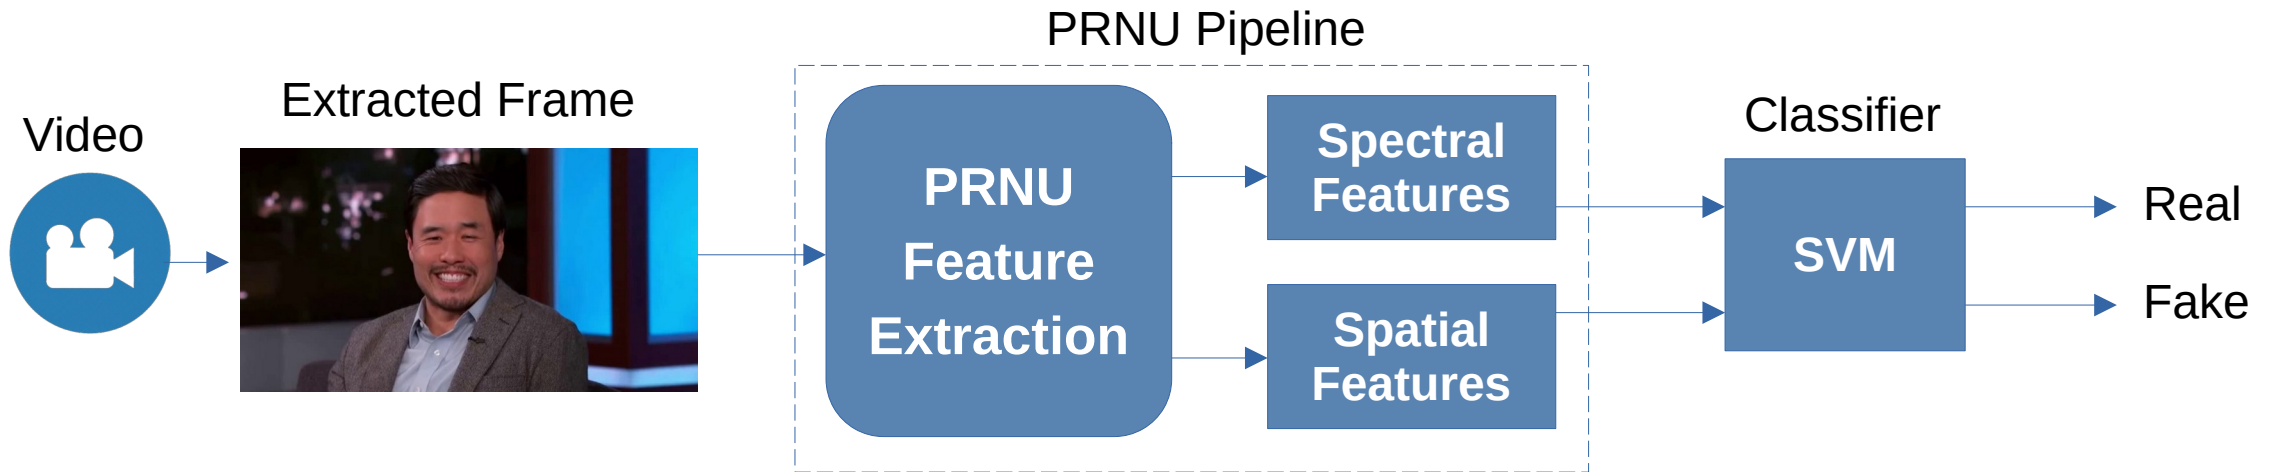 PRNU Pipeline
Extracted Frame
Video
PRNU
Feature
Extraction
Spectral
Features
Spatial
Features
Classifier
SVM
Real
Fake